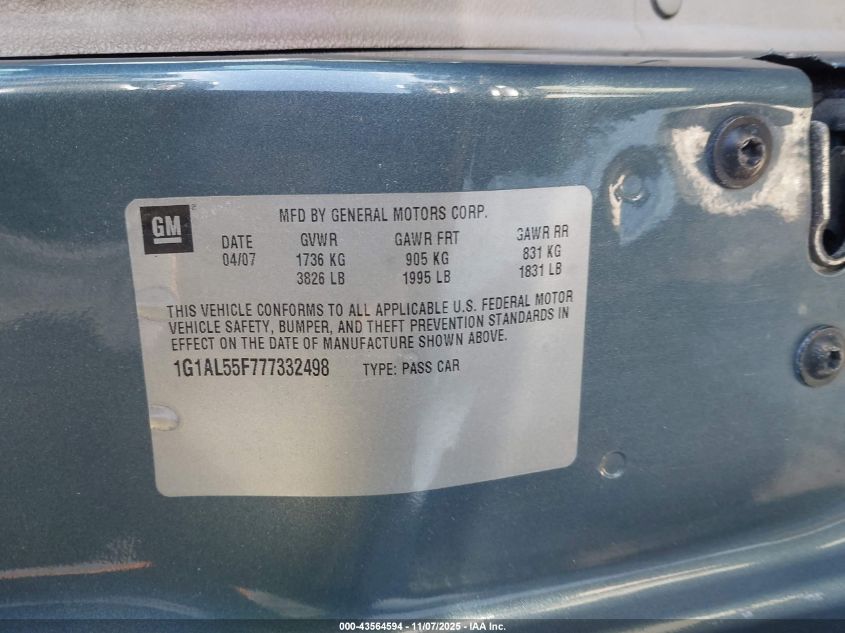 GM
MFD BY GENERAL MOTORS CORP.
DATE GVWR GAWR FRT GAWR RR
04/07 1736 KG 905 KG 831 KG
3826 LB 1995 LB 1831 LB
THIS VEHICLE CONFORMS TO ALL APPLICABLE U.S. FEDERAL MOTOR
VEHICLE SAFETY, BUMPER, AND THEFT PREVENTION STANDARDS IN
EFFECT ON THE DATE OF MANUFACTURE SHOWN ABOVE.
1G1AL55F777332498 TYPE: PASS CAR
000-43564594 - 11/07/2025 - IAA Inc.